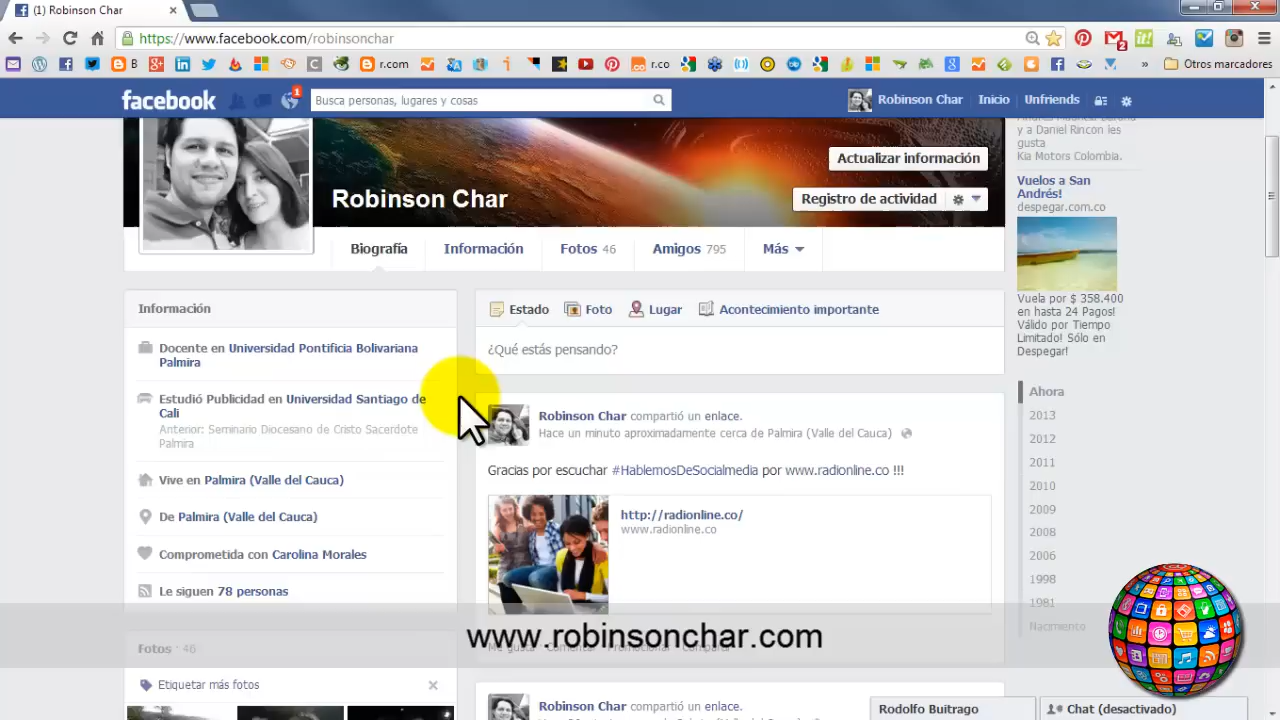 (1) Robinson Char
https://www.facebook.com/robinsonchar
2
B
r.com
r.co
Otros marcadores
facebook
1
Busca personas, lugares y cosas
Robinson Char
Inicio
Unfriends
y a Daniel Rincon les
gusta
Kia Motors Colombia.
Actualizar información
Robinson Char
Registro de actividad
Vuelos a San
Andrés!
despegar.com.co
Vuela por $ 358.400
en hasta 24 Pagos!
Válido por Tiempo
Limitado! Sólo en
Despegar!
Biografía
Información
Fotos 46
Amigos 795
Más
Información
Docente en Universidad Pontificia Bolivariana
Palmira
Estudió Publicidad en Universidad Santiago de
Cali
Anterior: Seminario Diocesano de Cristo Sacerdote
Palmira
Vive en Palmira (Valle del Cauca)
De Palmira (Valle del Cauca)
Comprometida con Carolina Morales
Le siguen 78 personas
Fotos · 46
Etiquetar más fotos
Estado
Foto
Lugar
Acontecimiento importante
¿Qué estás pensando?
Robinson Char compartió un enlace.
Hace un minuto aproximadamente cerca de Palmira (Valle del Cauca)
Gracias por escuchar #HablemosDeSocialmedia por www.radionline.co !!!
http://radionline.co/
www.radionline.co
Me gusta · Comentar · Promocionar · Compartir
www.robinsonchar.com
Robinson Char compartió un enlace.
Ahora
2013
2012
2011
2010
2009
2008
2006
1998
1981
Nacimiento
Rodolfo Buitrago
Chat (desactivado)